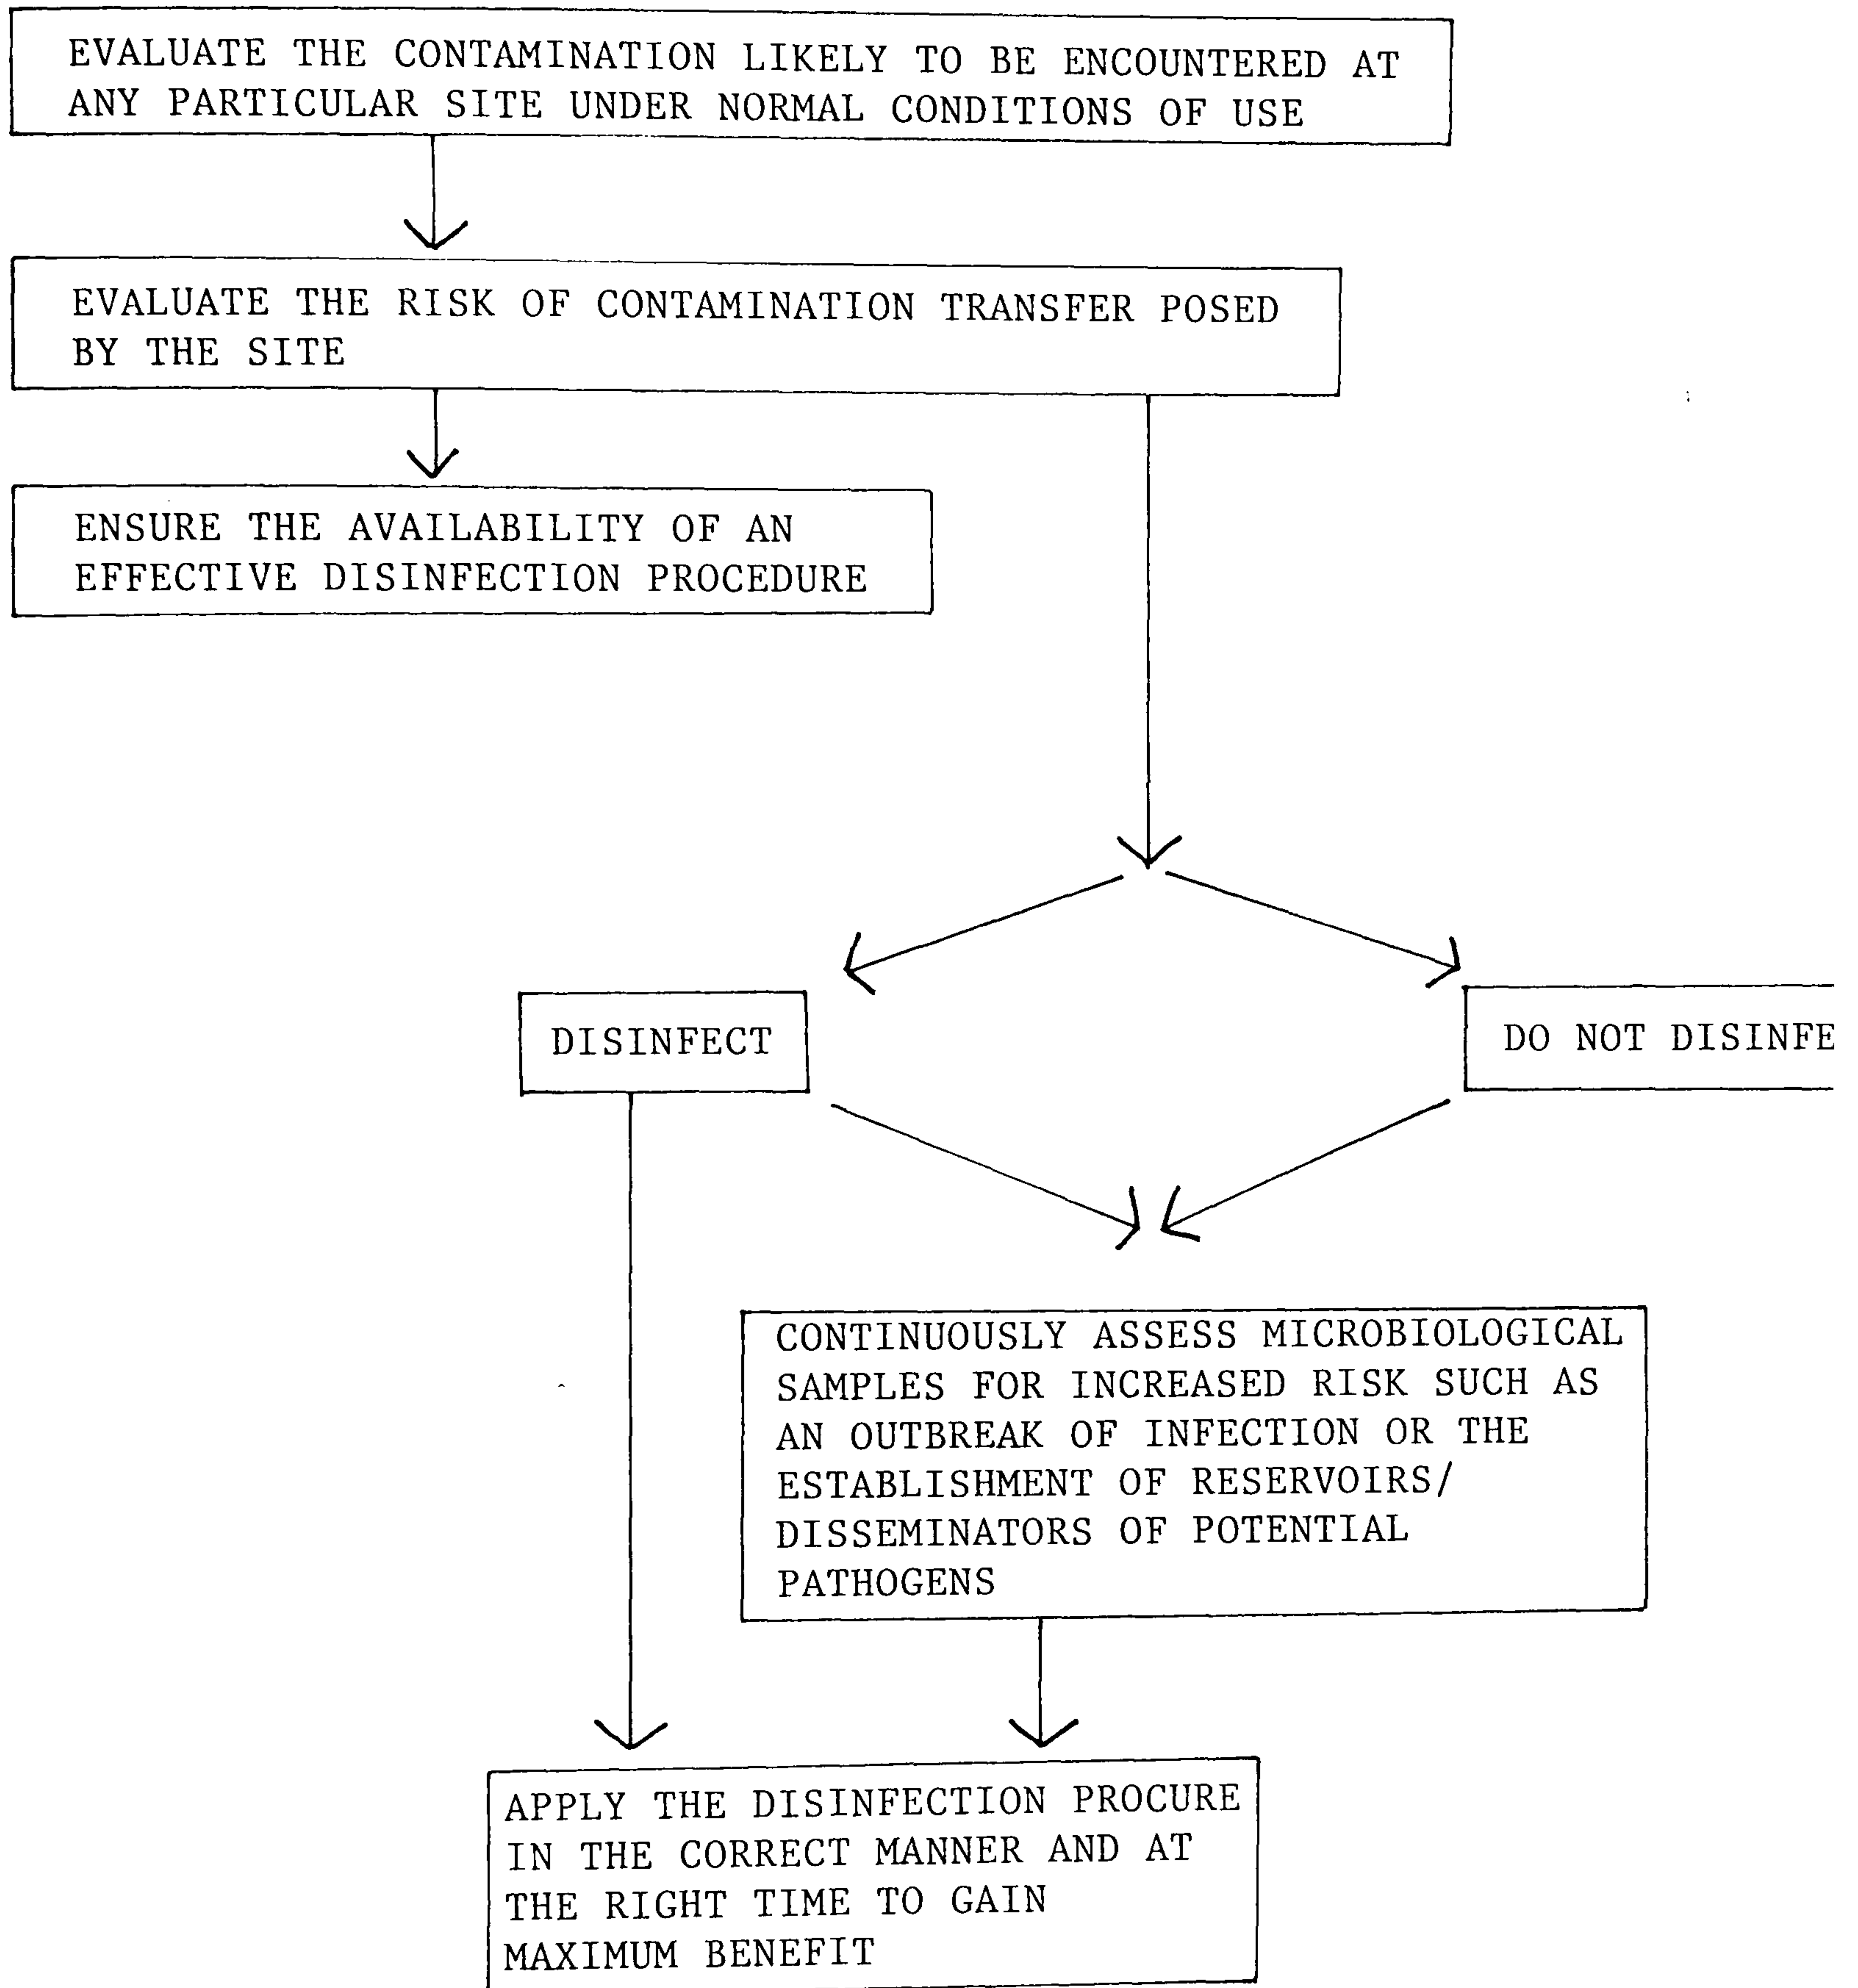 EVALUATE THE CONTAMINATION LIKELY TO BE ENCOUNTERED AT
ANY PARTICULAR SITE UNDER NORMAL CONDITIONS OF USE
EVALUATE THE RISK OF CONTAMINATION TRANSFER POSED
BY THE SITE
ENSURE THE AVAILABILITY OF AN
EFFECTIVE DISINFECTION PROCEDURE
DISINFECT
DO NOT DISINFE
CONTINUOUSLY ASSESS MICROBIOLOGICAL
SAMPLES FOR INCREASED RISK SUCH AS
AN OUTBREAK OF INFECTION OR THE
ESTABLISHMENT OF RESERVOIRS/
DISSEMINATORS OF POTENTIAL
PATHOGENS
APPLY THE DISINFECTION PROCURE
IN THE CORRECT MANNER AND AT
THE RIGHT TIME TO GAIN
MAXIMUM BENEFIT